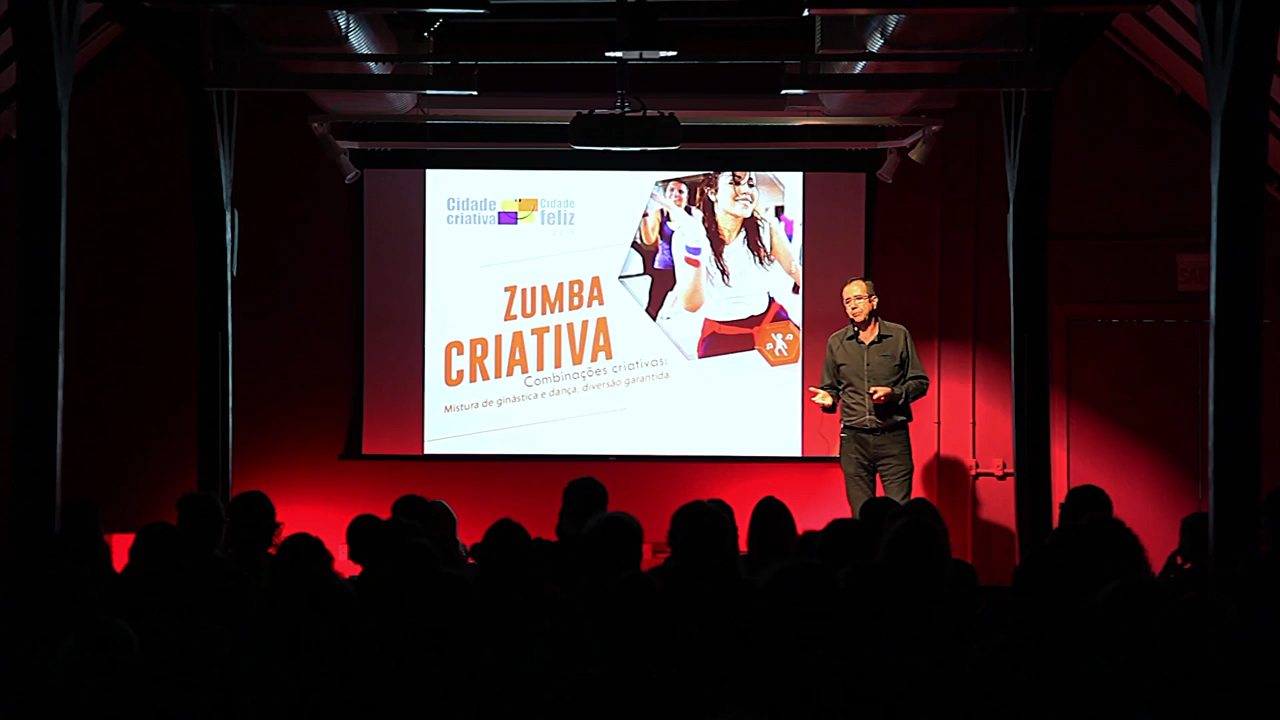 Cidade
criativa
Cidade
feliz
ZUMBA
CRIATIVA
Combinações criativas:
Mistura de ginástica e dança, diversão garantida.